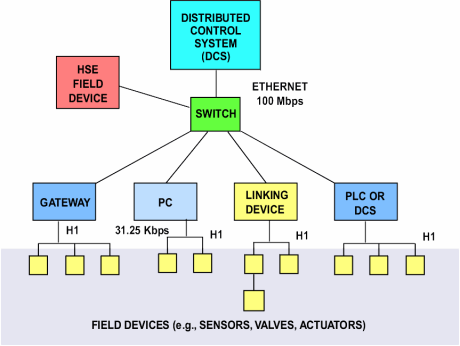 DISTRIBUTED
CONTROL
SYSTEM
(DCS)
HSE
FIELD
DEVICE
ETHERNET
100 Mbps
SWITCH
GATEWAY
PC
LINKING
DEVICE
PLC OR
DCS
H1
31.25 Kbps
H1
H1
H1
FIELD DEVICES (e.g., SENSORS, VALVES, ACTUATORS)